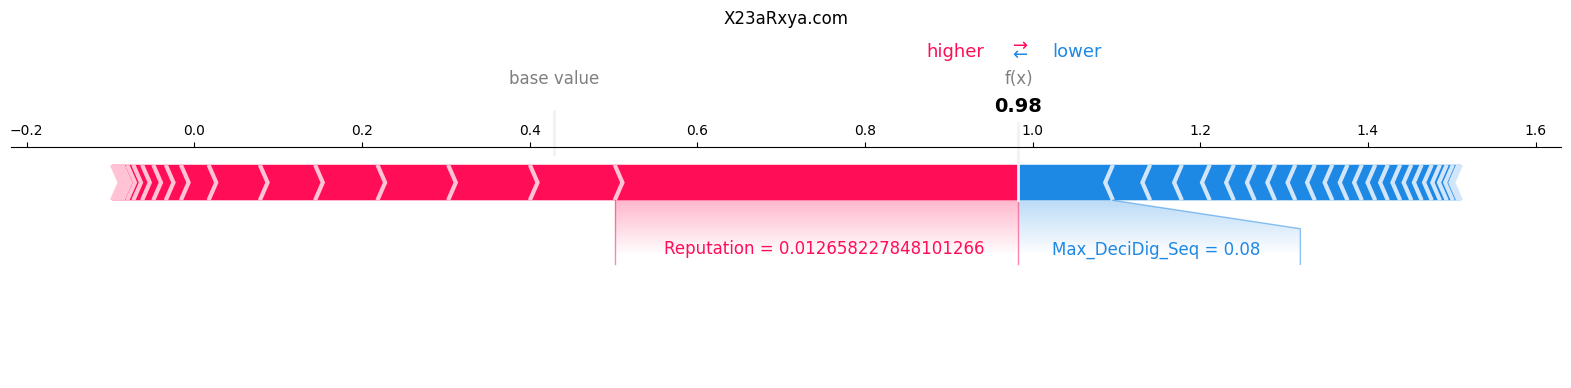 X23aRxya.com
higher ⇄ lower
base value f(x)
0.98
−0.2 0.0 0.2 0.4 0.6 0.8 1.0 1.2 1.4 1.6
Reputation = 0.012658227848101266 Max_DeciDig_Seq = 0.08